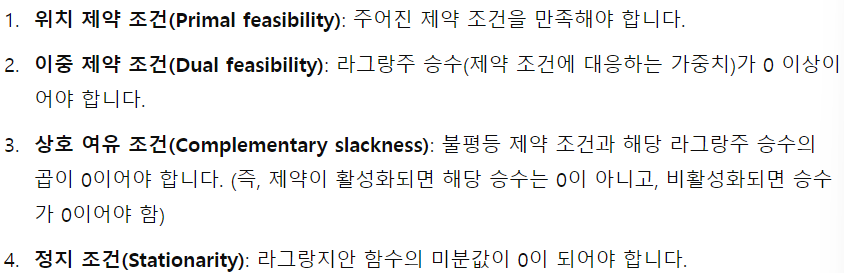 1. 위치 제약 조건(Primal feasibility): 주어진 제약 조건을 만족해야 합니다.
2. 이중 제약 조건(Dual feasibility): 라그랑주 승수(제약 조건에 대응하는 가중치)가 0 이상이
어야 합니다.
3. 상호 여유 조건(Complementary slackness): 불평등 제약 조건과 해당 라그랑주 승수의
곱이 0이어야 합니다. (즉, 제약이 활성화되면 해당 승수는 0이 아니고, 비활성화되면 승수
가 0이어야 함)
4. 정지 조건(Stationarity): 라그랑지안 함수의 미분값이 0이 되어야 합니다.